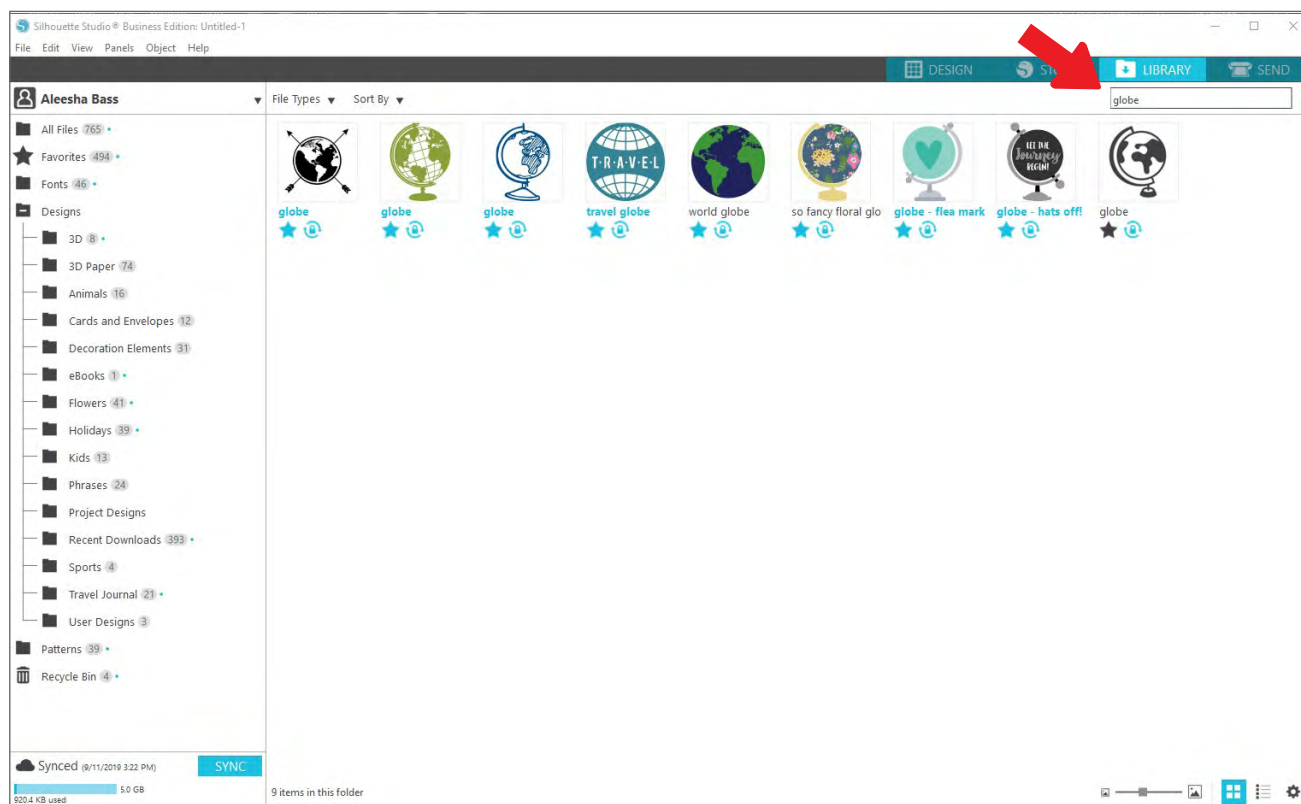 Silhouette Studio® Business Edition: Untitled-1
File Edit View Panels Object Help
DESIGN LIBRARY SEND
Aleesha Bass File Types Sort By globe
All Files 765
Favorites 494
Fonts 46
Designs
3D 8
3D Paper 74
Animals 16
Cards and Envelopes 12
Decoration Elements 31
eBooks 1
Flowers 41
Holidays 39
Kids 13
Phrases 24
Project Designs
Recent Downloads 393
Sports 4
Travel Journal 21
User Designs 3
Patterns 39
Recycle Bin 4
T·R·A·V·E·L
LET THE
Journey
BEGIN!
globe globe globe travel globe world globe so fancy floral glo globe - flea mark globe - hats off! globe
Synced (9/11/2019 3:22 PM) SYNC
5.0 GB
920.4 KB used
9 items in this folder